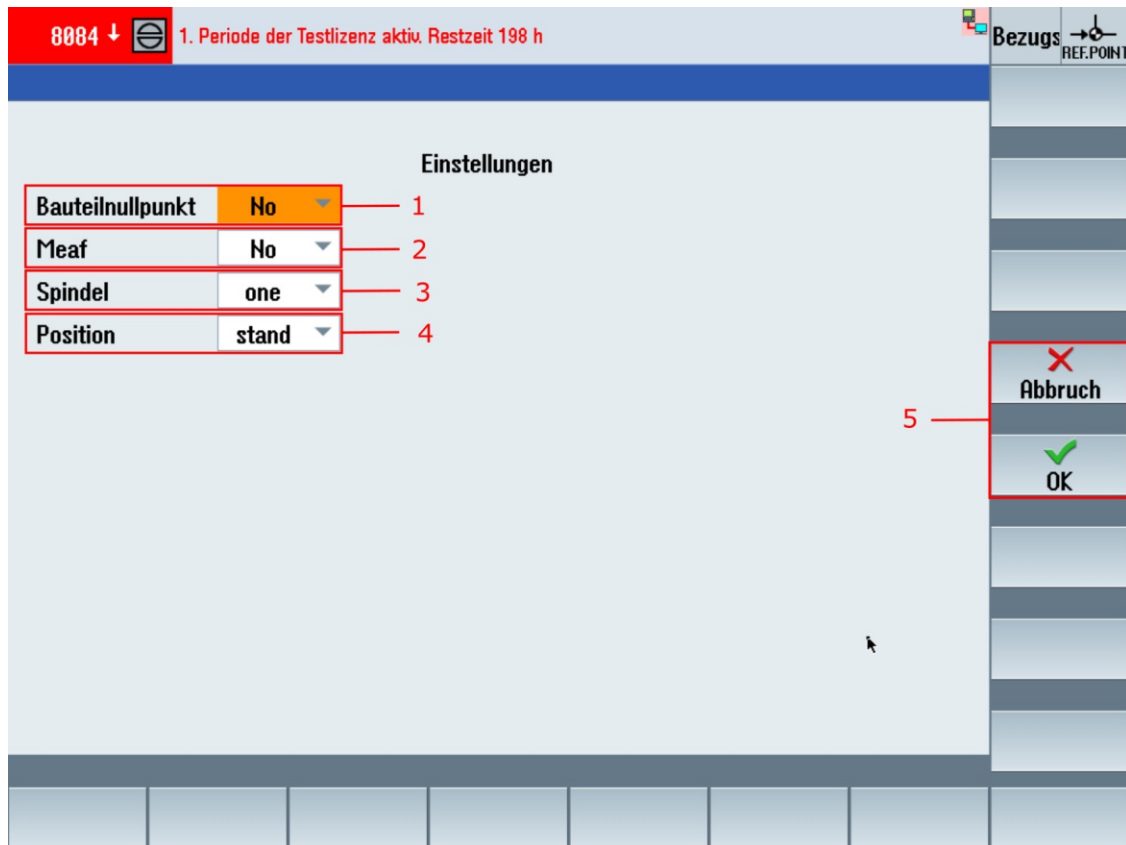 8084 ↓ 1. Periode der Testlizenz aktiv. Restzeit 198 h
Bezugs
REF.POINT
Einstellungen
Bauteilnullpunkt No 1
Meaf No 2
Spindel one 3
Position stand 4
Abbruch
5
OK